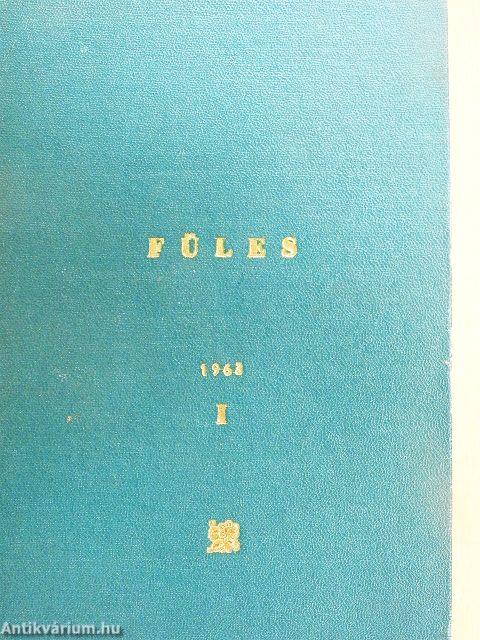 FÜLES
1963
I
Antikvárium.hu